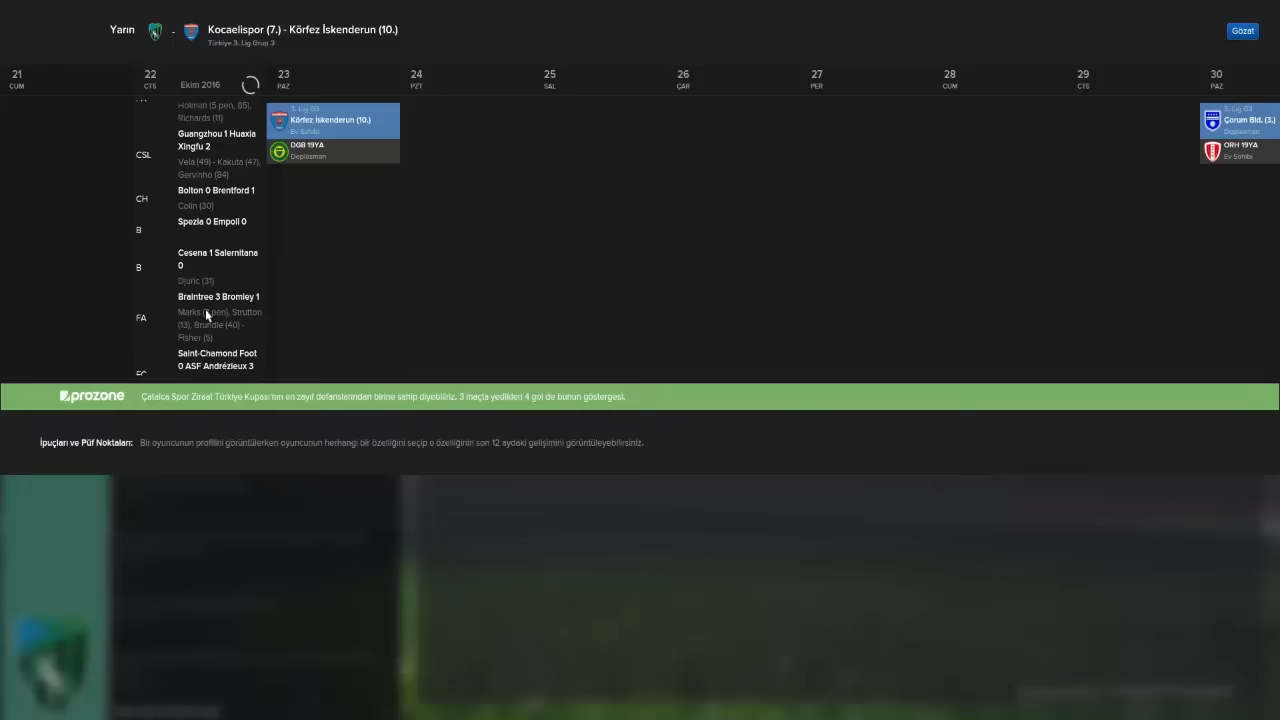 Yarın
-
Kocaelispor (7.) - Körfez İskenderun (10.)
Türkiye 3. Lig Grup 3
Gözat
21
CUM
22
ÇTS
Ekim 2016
23
PAZ
24
PZT
25
SAL
26
ÇAR
27
PER
28
CUM
29
ÇTS
30
PAZ
Holman (5 pen, 85),
Richards (11)
CSL
Guangzhou 1 Huaxia
Xingfu 2
Vela (49) - Kakuta (47),
Gervinho (84)
CH
Bolton 0 Brentford 1
Colin (30)
B
Spezia 0 Empoli 0
B
Cesena 1 Salernitana
0
Djuric (31)
FA
Braintree 3 Bromley 1
Marks ( pen), Strutton
(13), Brundle (40) -
Fisher (5)
Saint-Chamond Foot
0 ASF Andrézieux 3
3. Lig G3
Körfez İskenderun (10.)
Ev Sahibi
DGB 19YA
Deplasman
3. Lig G3
Çorum Bld. (3.)
Deplasman
ORH 19YA
Ev Sahibi
prozone
Çatalca Spor Ziraat Türkiye Kupası'nın en zayıf defanslarından birine sahip diyebiliriz. 3 maçta yedikleri 4 gol de bunun göstergesi.
İpuçları ve Püf Noktaları: Bir oyuncunun profilini görüntülerken oyuncunun herhangi bir özelliğini seçip o özelliğinin son 12 aydaki gelişimini görüntüleyebilirsiniz.